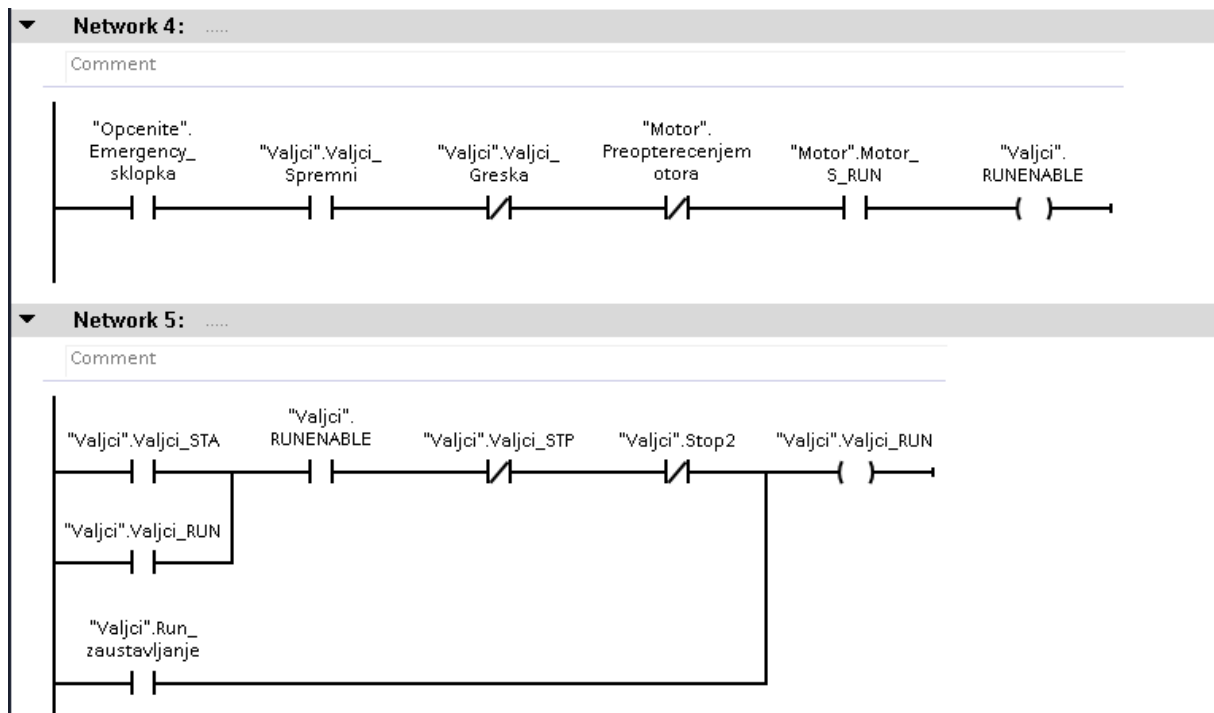 Network 4: .....
Comment
"Opcenite".
Emergency_
sklopka
"Valjci".Valjci_
Spremni
"Valjci".Valjci_
Greska
"Motor".
Preopterecenjem
otora
"Motor".Motor_
S_RUN
"Valjci".
RUNENABLE
Network 5: .....
Comment
"Valjci".Valjci_STA
"Valjci".
RUNENABLE
"Valjci".Valjci_STP
"Valjci".Stop2
"Valjci".Valjci_RUN
"Valjci".Valjci_RUN
"Valjci".Run_
zaustavljanje